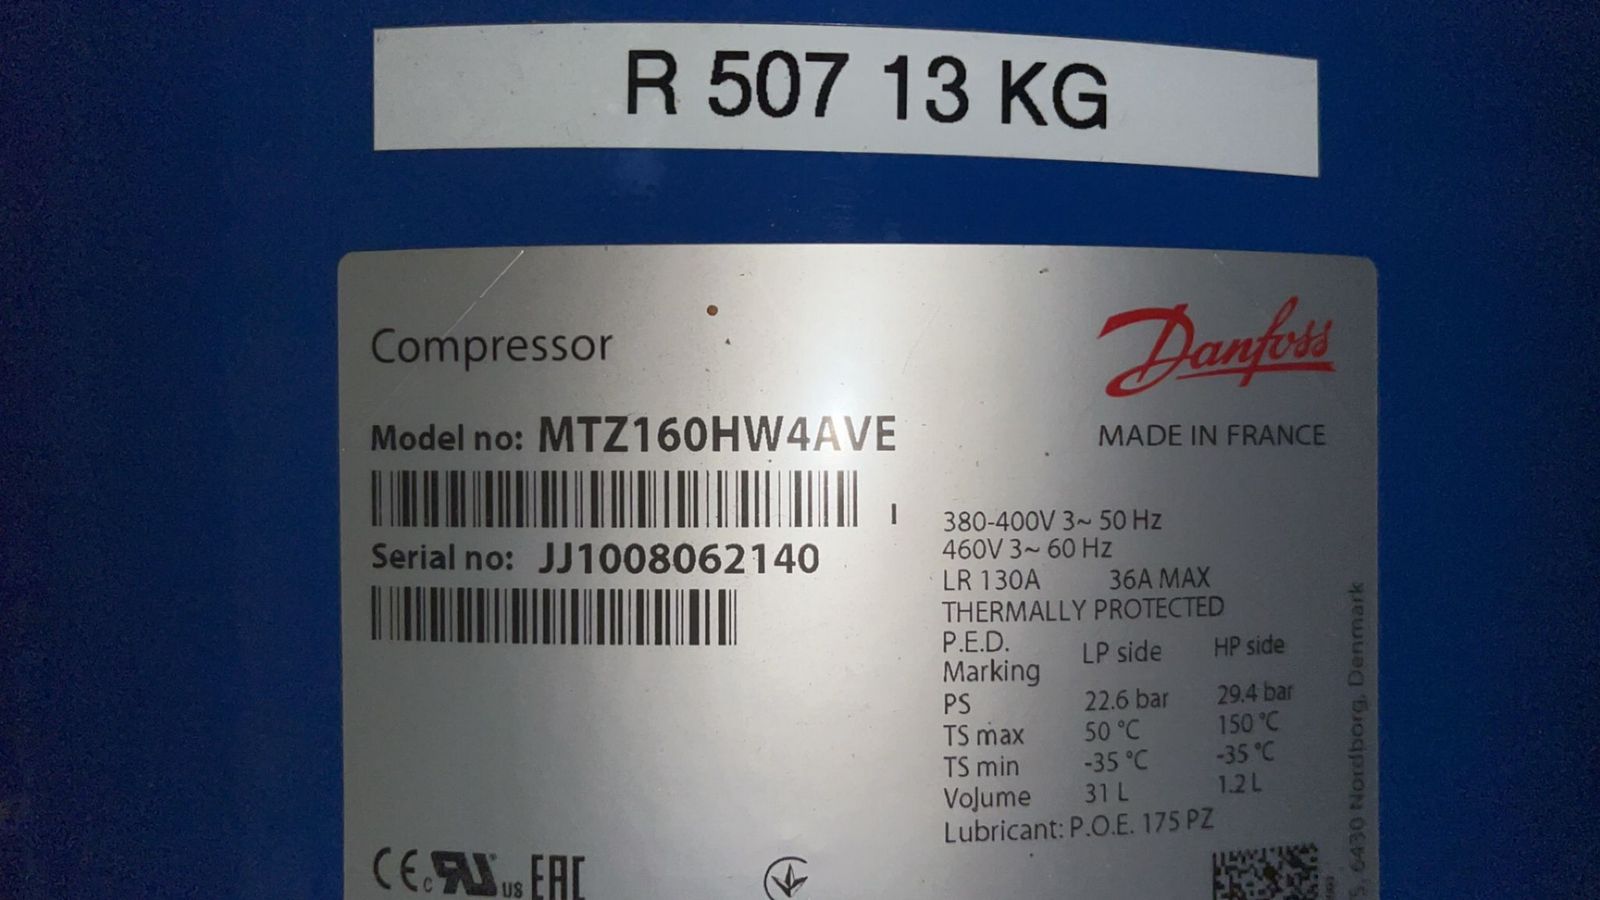 R 507 13 KG
Compressor
Danfoss
MADE IN FRANCE
Model no: MTZ160HW4AVE
Serial no: JJ1008062140
380-400V 3~ 50 Hz
460V 3~ 60 Hz
LR 130A 36A MAX
THERMALLY PROTECTED
P.E.D.
Marking LP side HP side
PS 22.6 bar 29.4 bar
TS max 50 °C 150 °C
TS min -35 °C -35 °C
Volume 31 L 1.2 L
Lubricant: P.O.E. 175 PZ
CE c US EAC
6430 Nordborg, Denmark